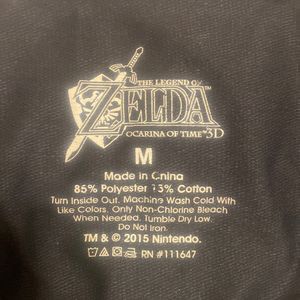 THE LEGEND OF
ZELDA
OCARINA OF TIME 3D
M
Made in China
85% Polyester 15% Cotton
Turn Inside Out. Machine Wash Cold With
Like Colors. Only Non-Chlorine Bleach
When Needed. Tumble Dry Low.
Do Not Iron.
TM & © 2015 Nintendo.
RN #111647